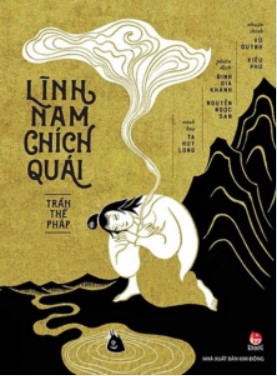 LĨNH
NAM
CHÍCH
QUÁI
TRẦN
THẾ
PHÁP
nhuận chính
VŨ
QUỲNH
KIỀU PHÚ
phiên dịch
ĐINH
GIA
KHÁNH
NGUYỄN
NGỌC
SAN
minh họa
TẠ
HUY
LONG
NHÀ XUẤT BẢN KIM ĐỒNG